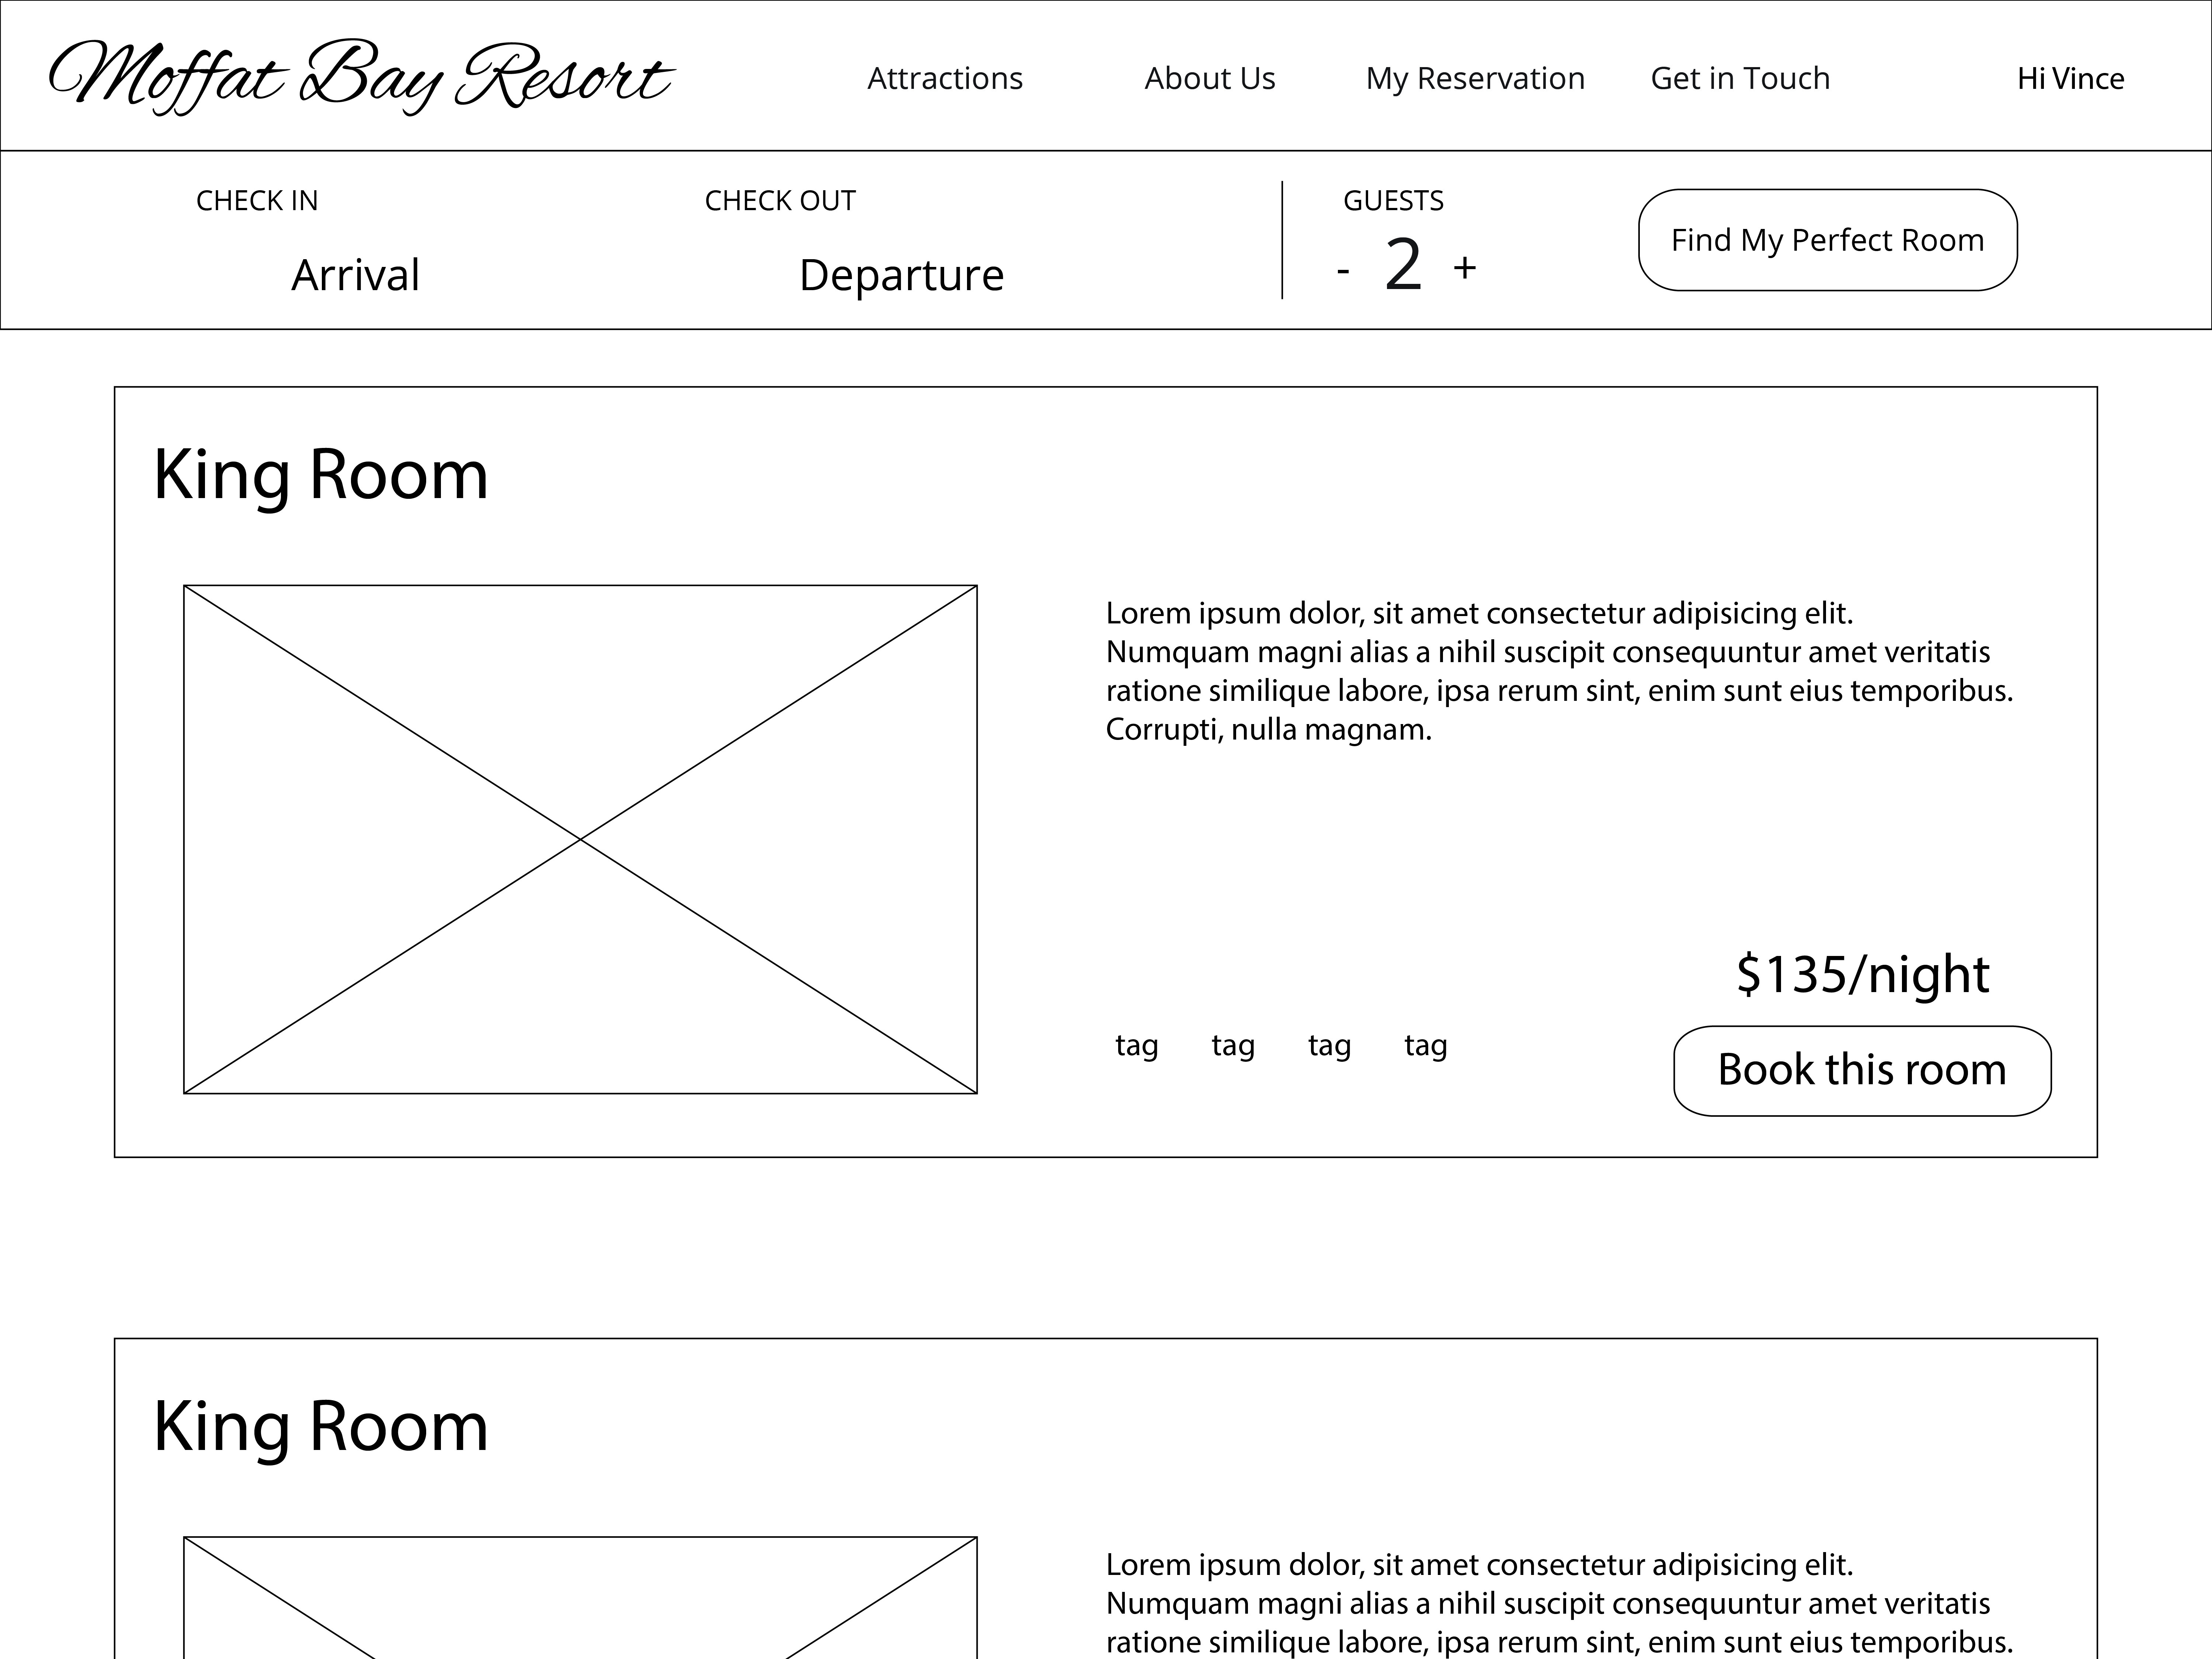 Moffat Bay Resort
Attractions
About Us
My Reservation
Get in Touch
Hi Vince
CHECK IN
CHECK OUT
GUESTS
Arrival
Departure
- 2 +
Find My Perfect Room
King Room
Lorem ipsum dolor, sit amet consectetur adipisicing elit.
Numquam magni alias a nihil suscipit consequuntur amet veritatis
ratione similique labore, ipsa rerum sint, enim sunt eius temporibus.
Corrupti, nulla magnam.
$135/night
tag tag tag tag
Book this room
King Room
Lorem ipsum dolor, sit amet consectetur adipisicing elit.
Numquam magni alias a nihil suscipit consequuntur amet veritatis
ratione similique labore, ipsa rerum sint, enim sunt eius temporibus.